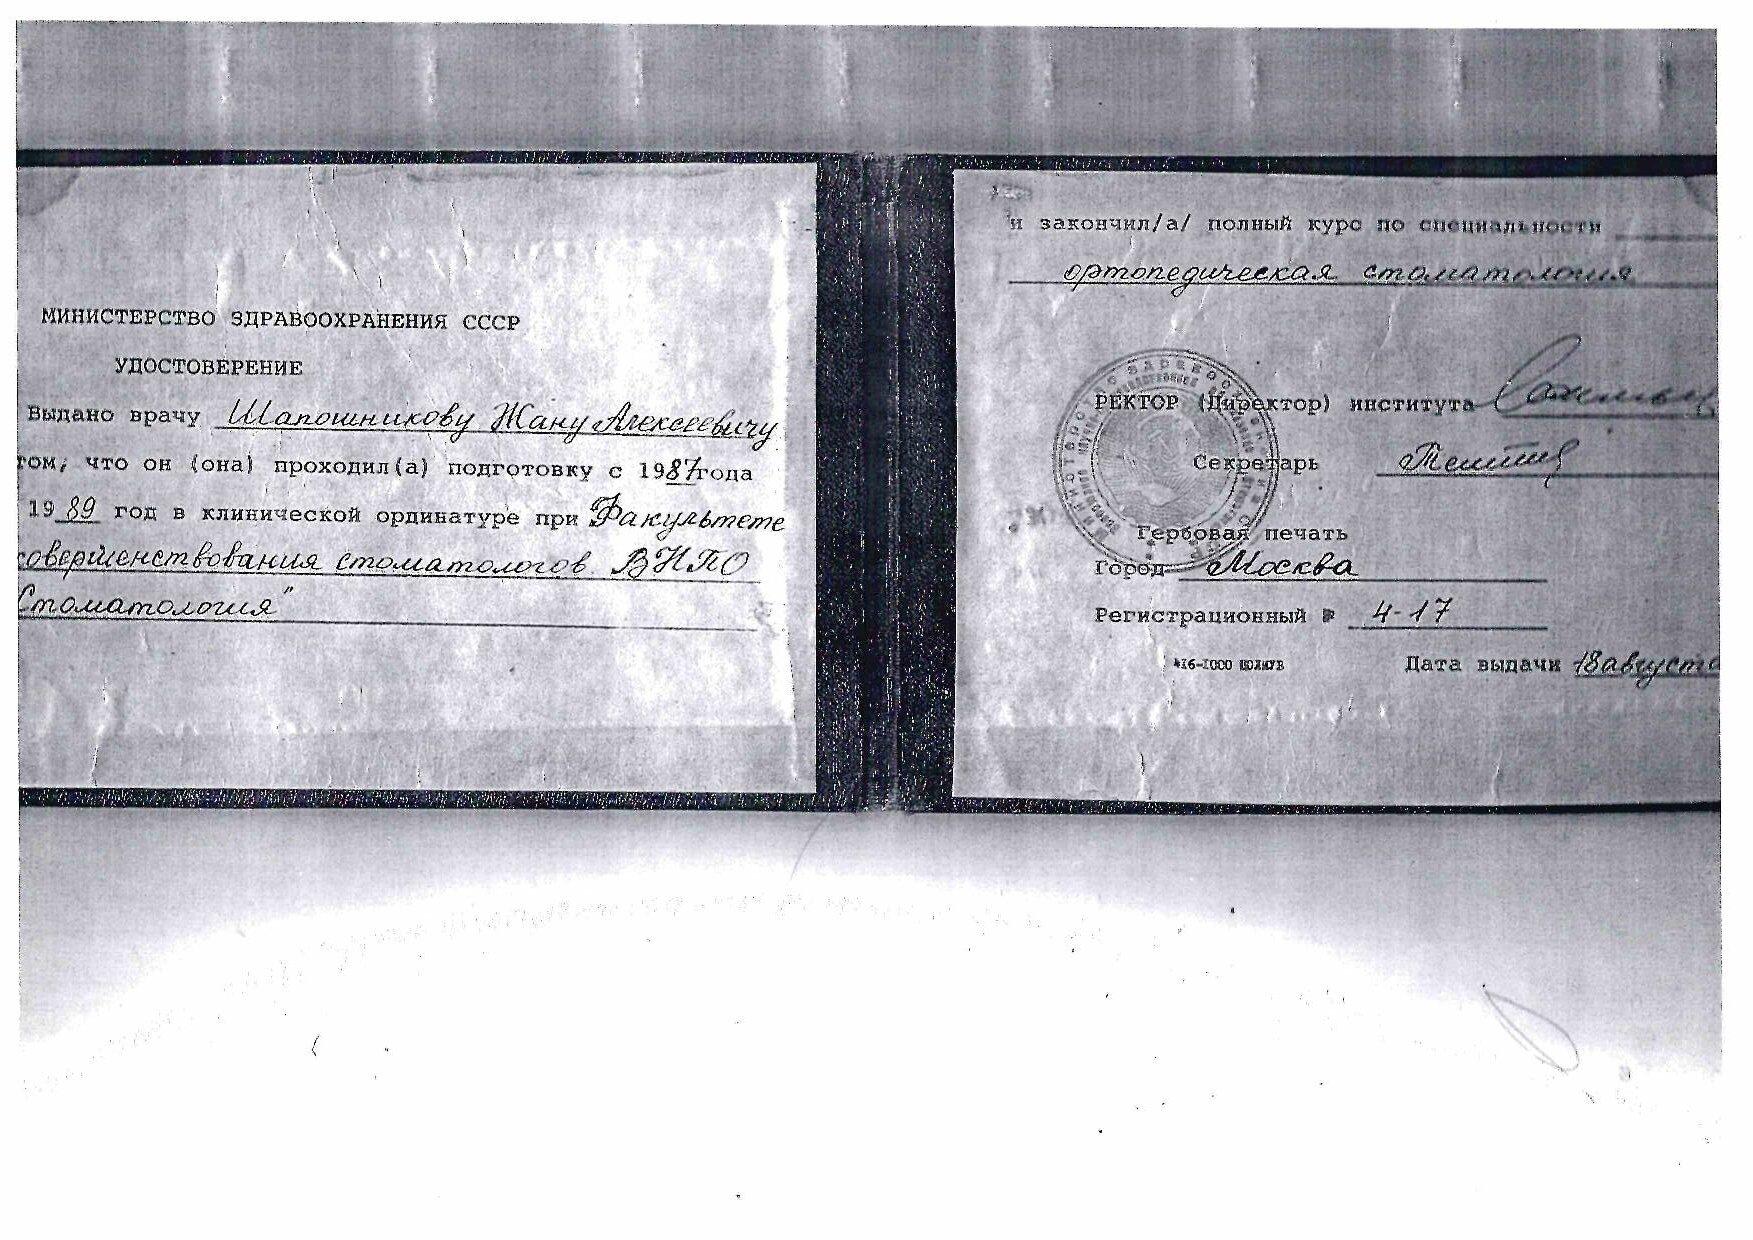 МИНИСТЕРСТВО ЗДРАВООХРАНЕНИЯ СССР
УДОСТОВЕРЕНИЕ
Выдано врачу Шапошникову Жану Алексеевичу
том, что он (она) проходил(а) подготовку с 1987 года
1989 год в клинической ординатуре при Факультете
совершенствования стоматологов ВНПО
Стоматология"
и закончил/а/ полный курс по специальности
ортопедическая стоматология
РЕКТОР (Директор) института
Секретарь
Гербовая печать
Город Москва
Регистрационный № 4-17
Дата выдачи 18 августа